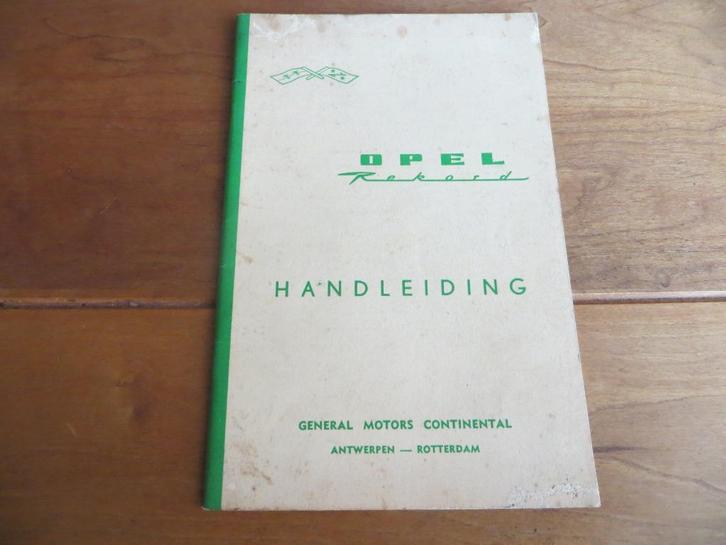 OPEL
Rekord
HANDLEIDING
GENERAL MOTORS CONTINENTAL
ANTWERPEN — ROTTERDAM